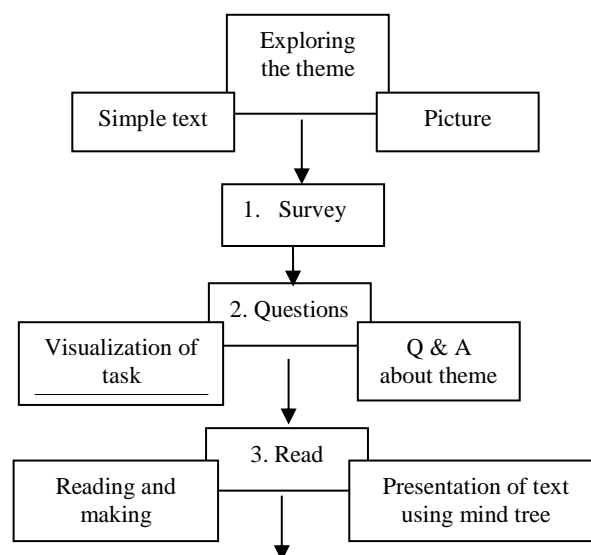 Exploring
the theme
Simple text
Picture
1. Survey
2. Questions
Visualization of
task
Q & A
about theme
3. Read
Reading and
making
Presentation of text
using mind tree